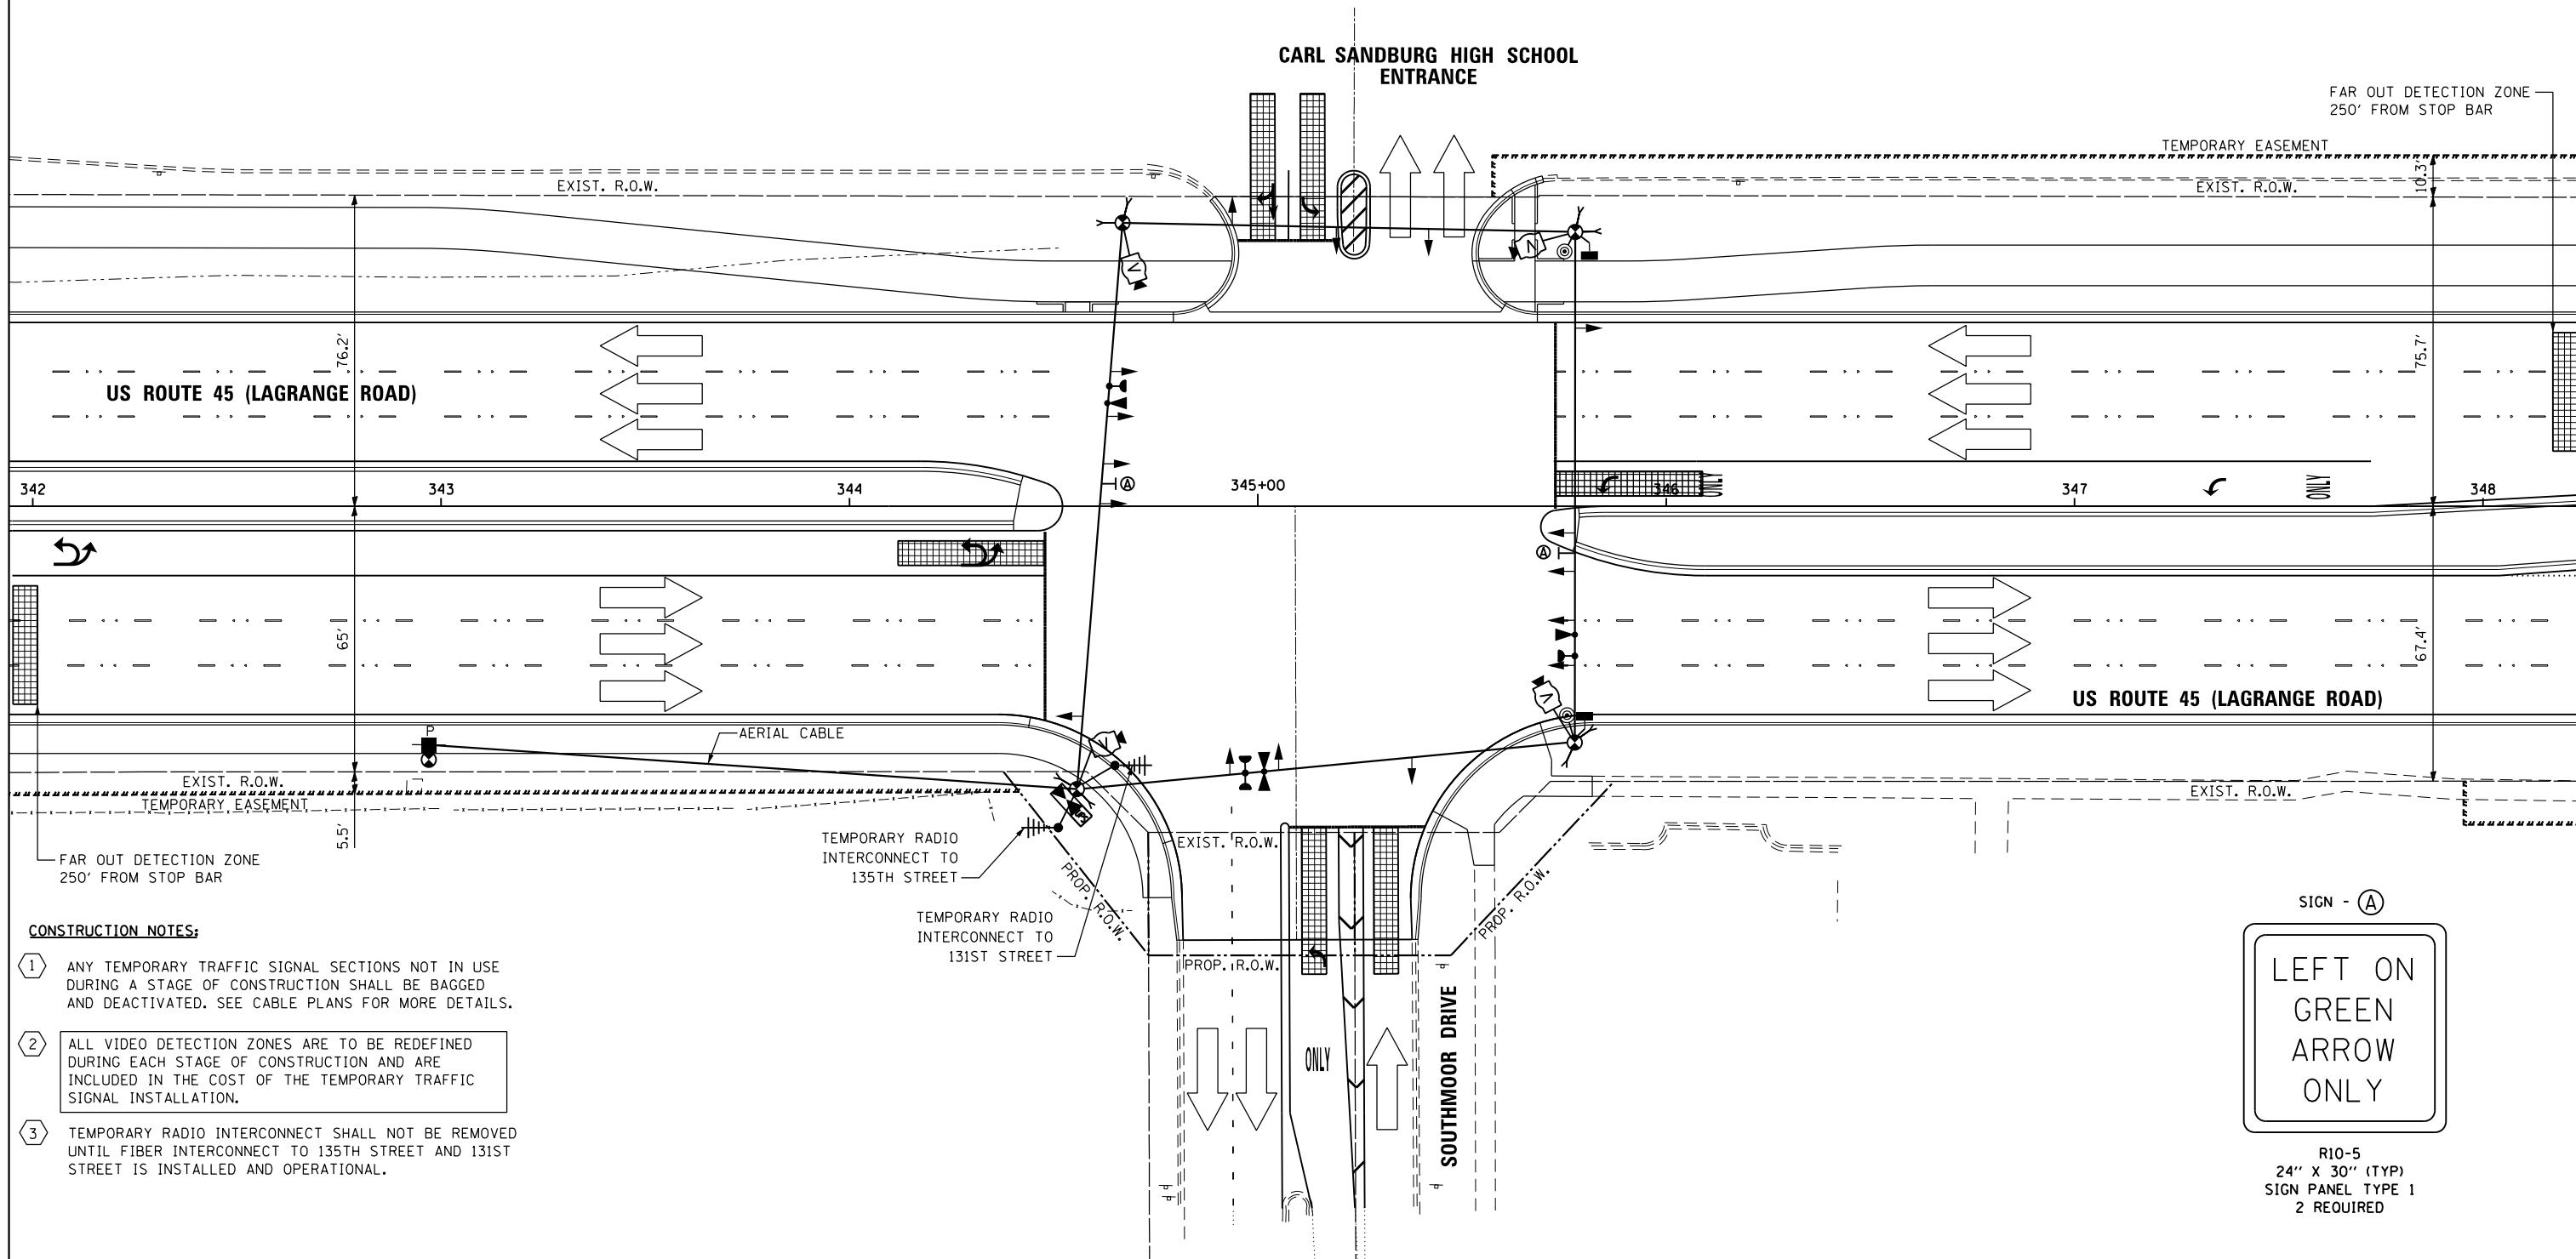 CARL SANDBURG HIGH SCHOOL
ENTRANCE
FAR OUT DETECTION ZONE
250' FROM STOP BAR
TEMPORARY EASEMENT
EXIST. R.O.W.
EXIST. R.O.W.
10.3'
76.2'
75.7'
US ROUTE 45 (LAGRANGE ROAD)
342
343
344
345+00
346
347
348
A
ONLY
ONLY
A
65'
67.4'
US ROUTE 45 (LAGRANGE ROAD)
P
AERIAL CABLE
EXIST. R.O.W.
TEMPORARY EASEMENT
5.5'
EXIST. R.O.W.
FAR OUT DETECTION ZONE
250' FROM STOP BAR
TEMPORARY RADIO
INTERCONNECT TO
135TH STREET
EXIST. R.O.W.
PROP. R.O.W.
PROP. R.O.W.
TEMPORARY RADIO
INTERCONNECT TO
131ST STREET
PROP. R.O.W.
ONLY
SOUTHMOOR DRIVE
CONSTRUCTION NOTES:
1 ANY TEMPORARY TRAFFIC SIGNAL SECTIONS NOT IN USE
DURING A STAGE OF CONSTRUCTION SHALL BE BAGGED
AND DEACTIVATED. SEE CABLE PLANS FOR MORE DETAILS.
2 ALL VIDEO DETECTION ZONES ARE TO BE REDEFINED
DURING EACH STAGE OF CONSTRUCTION AND ARE
INCLUDED IN THE COST OF THE TEMPORARY TRAFFIC
SIGNAL INSTALLATION.
3 TEMPORARY RADIO INTERCONNECT SHALL NOT BE REMOVED
UNTIL FIBER INTERCONNECT TO 135TH STREET AND 131ST
STREET IS INSTALLED AND OPERATIONAL.
SIGN - A
LEFT ON
GREEN
ARROW
ONLY
R10-5
24'' X 30'' (TYP)
SIGN PANEL TYPE 1
2 REQUIRED